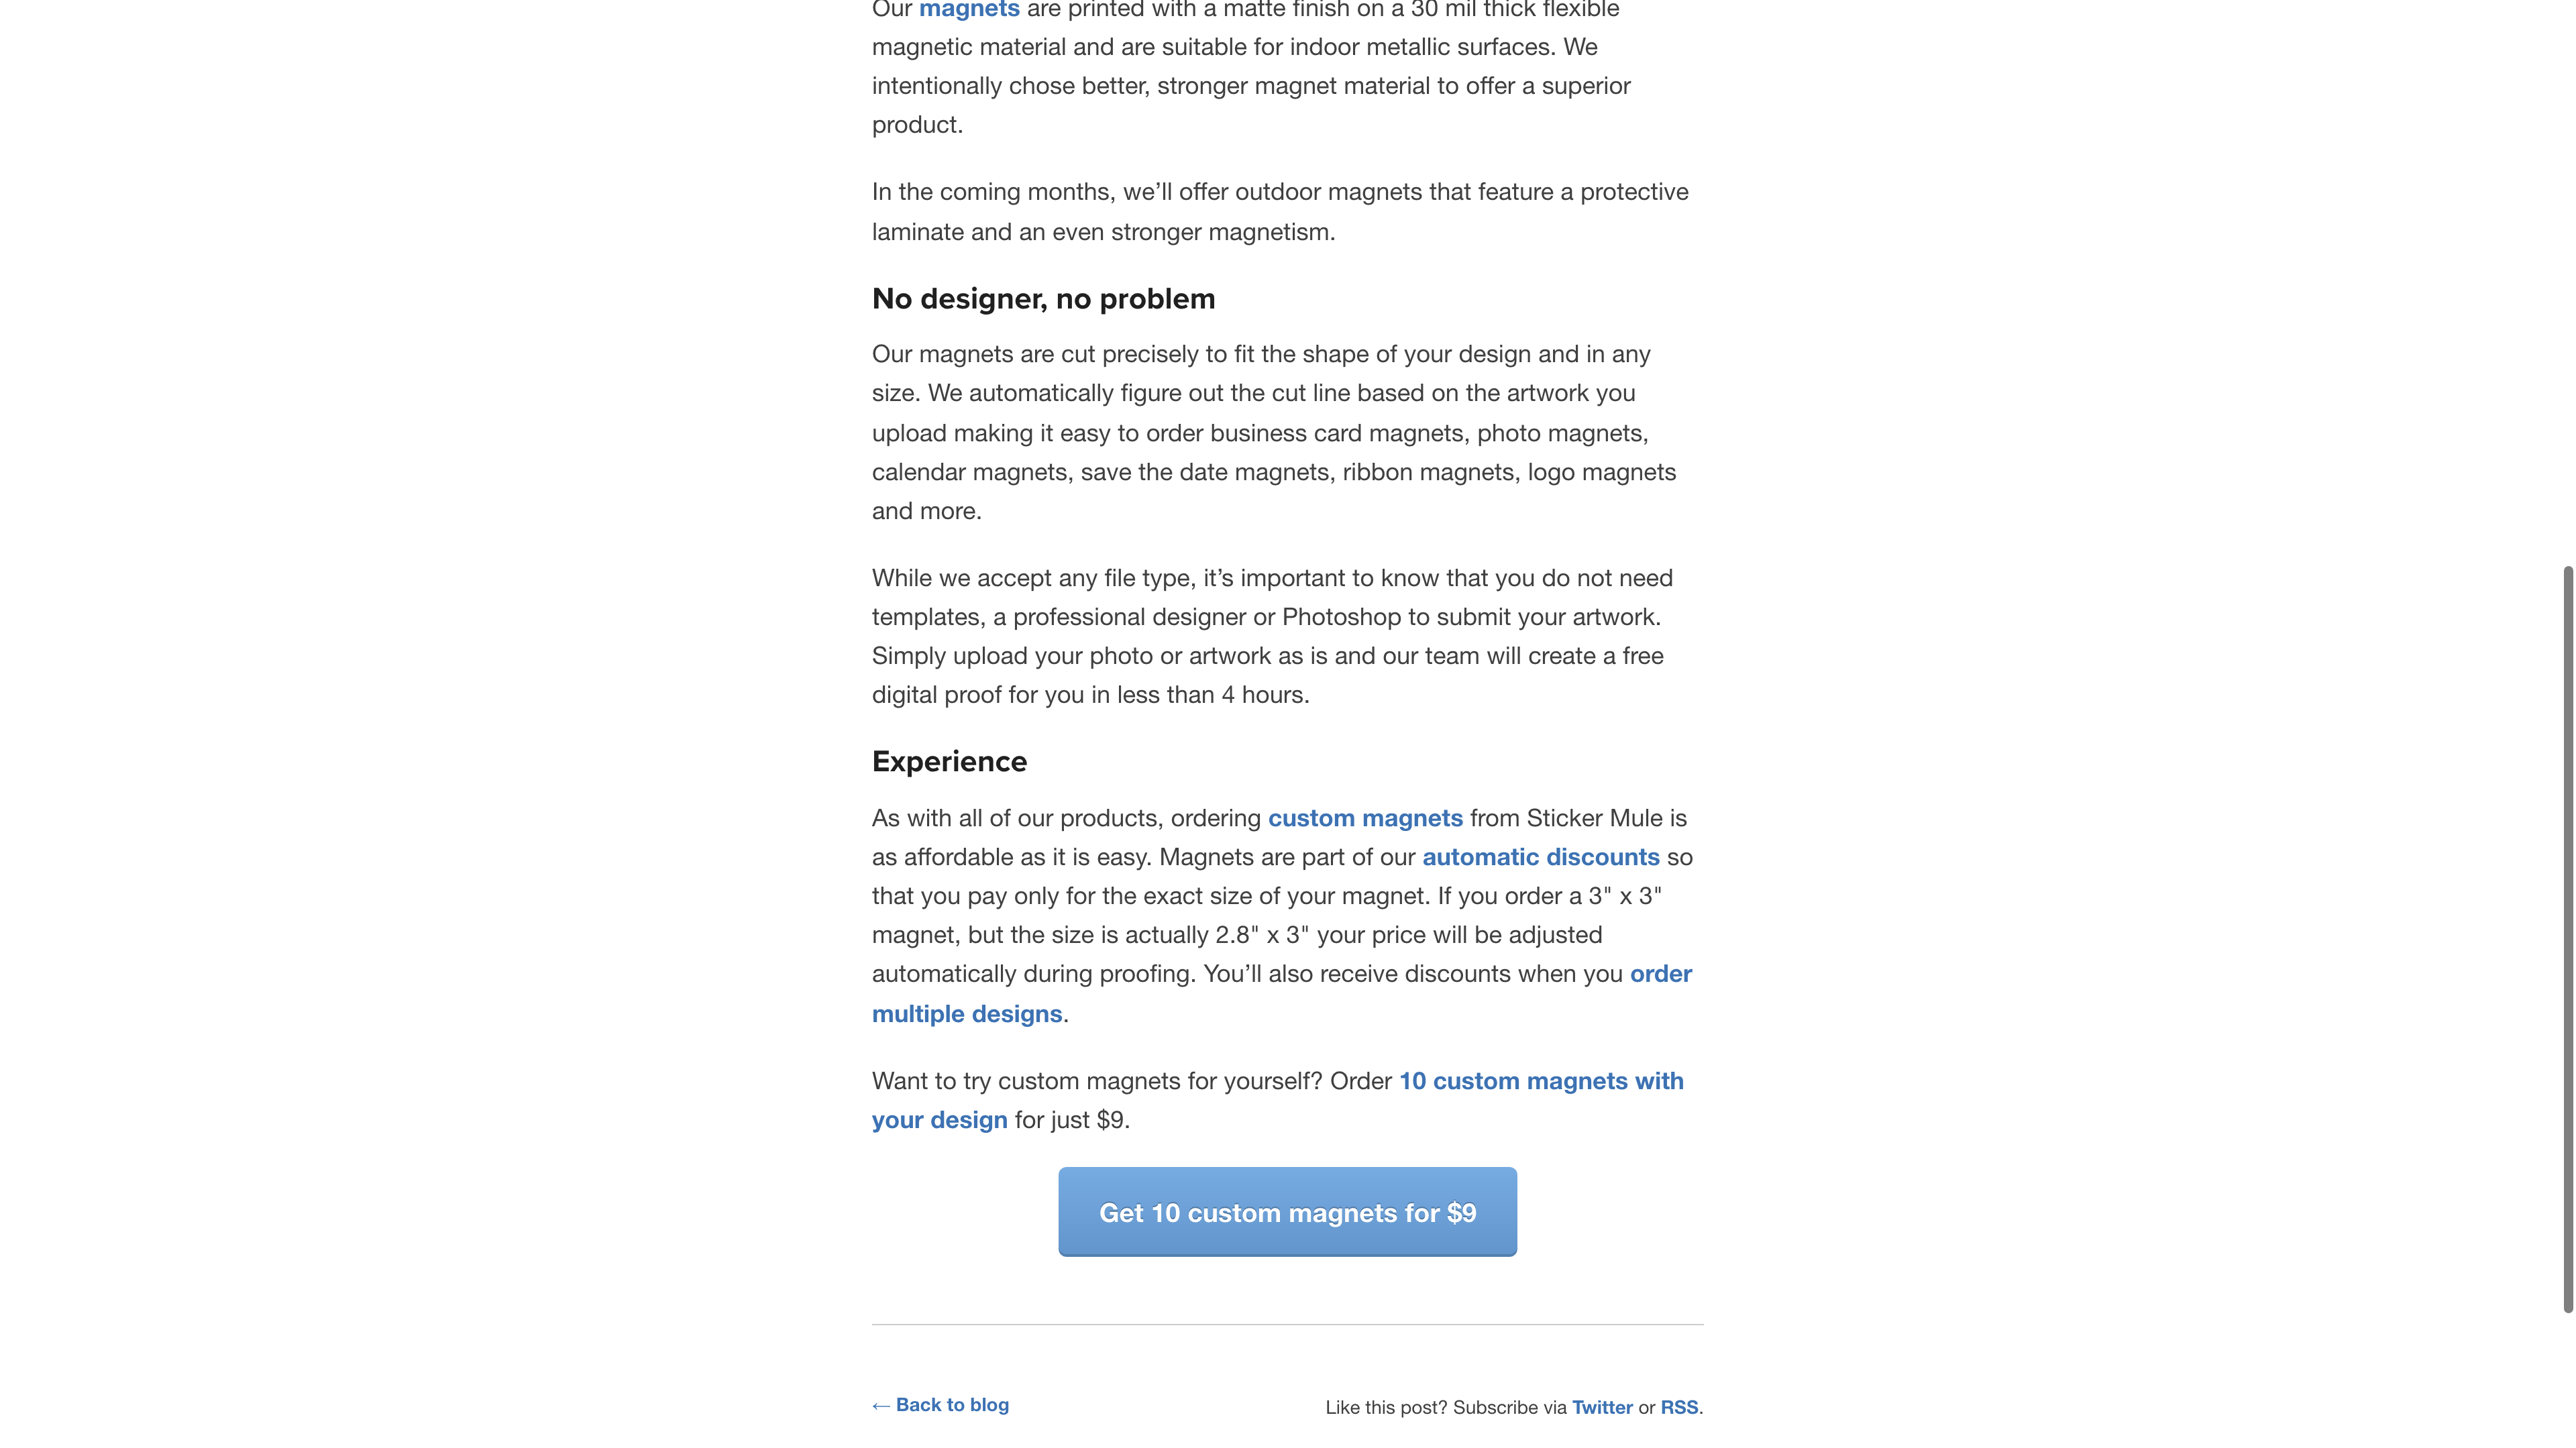 Our magnets are printed with a matte finish on a 30 mil thick flexible
magnetic material and are suitable for indoor metallic surfaces. We
intentionally chose better, stronger magnet material to offer a superior
product.
In the coming months, we’ll offer outdoor magnets that feature a protective
laminate and an even stronger magnetism.
No designer, no problem
Our magnets are cut precisely to fit the shape of your design and in any
size. We automatically figure out the cut line based on the artwork you
upload making it easy to order business card magnets, photo magnets,
calendar magnets, save the date magnets, ribbon magnets, logo magnets
and more.
While we accept any file type, it’s important to know that you do not need
templates, a professional designer or Photoshop to submit your artwork.
Simply upload your photo or artwork as is and our team will create a free
digital proof for you in less than 4 hours.
Experience
As with all of our products, ordering custom magnets from Sticker Mule is
as affordable as it is easy. Magnets are part of our automatic discounts so
that you pay only for the exact size of your magnet. If you order a 3" x 3"
magnet, but the size is actually 2.8" x 3" your price will be adjusted
automatically during proofing. You’ll also receive discounts when you order
multiple designs.
Want to try custom magnets for yourself? Order 10 custom magnets with
your design for just $9.
Get 10 custom magnets for $9
← Back to blog
Like this post? Subscribe via Twitter or RSS.